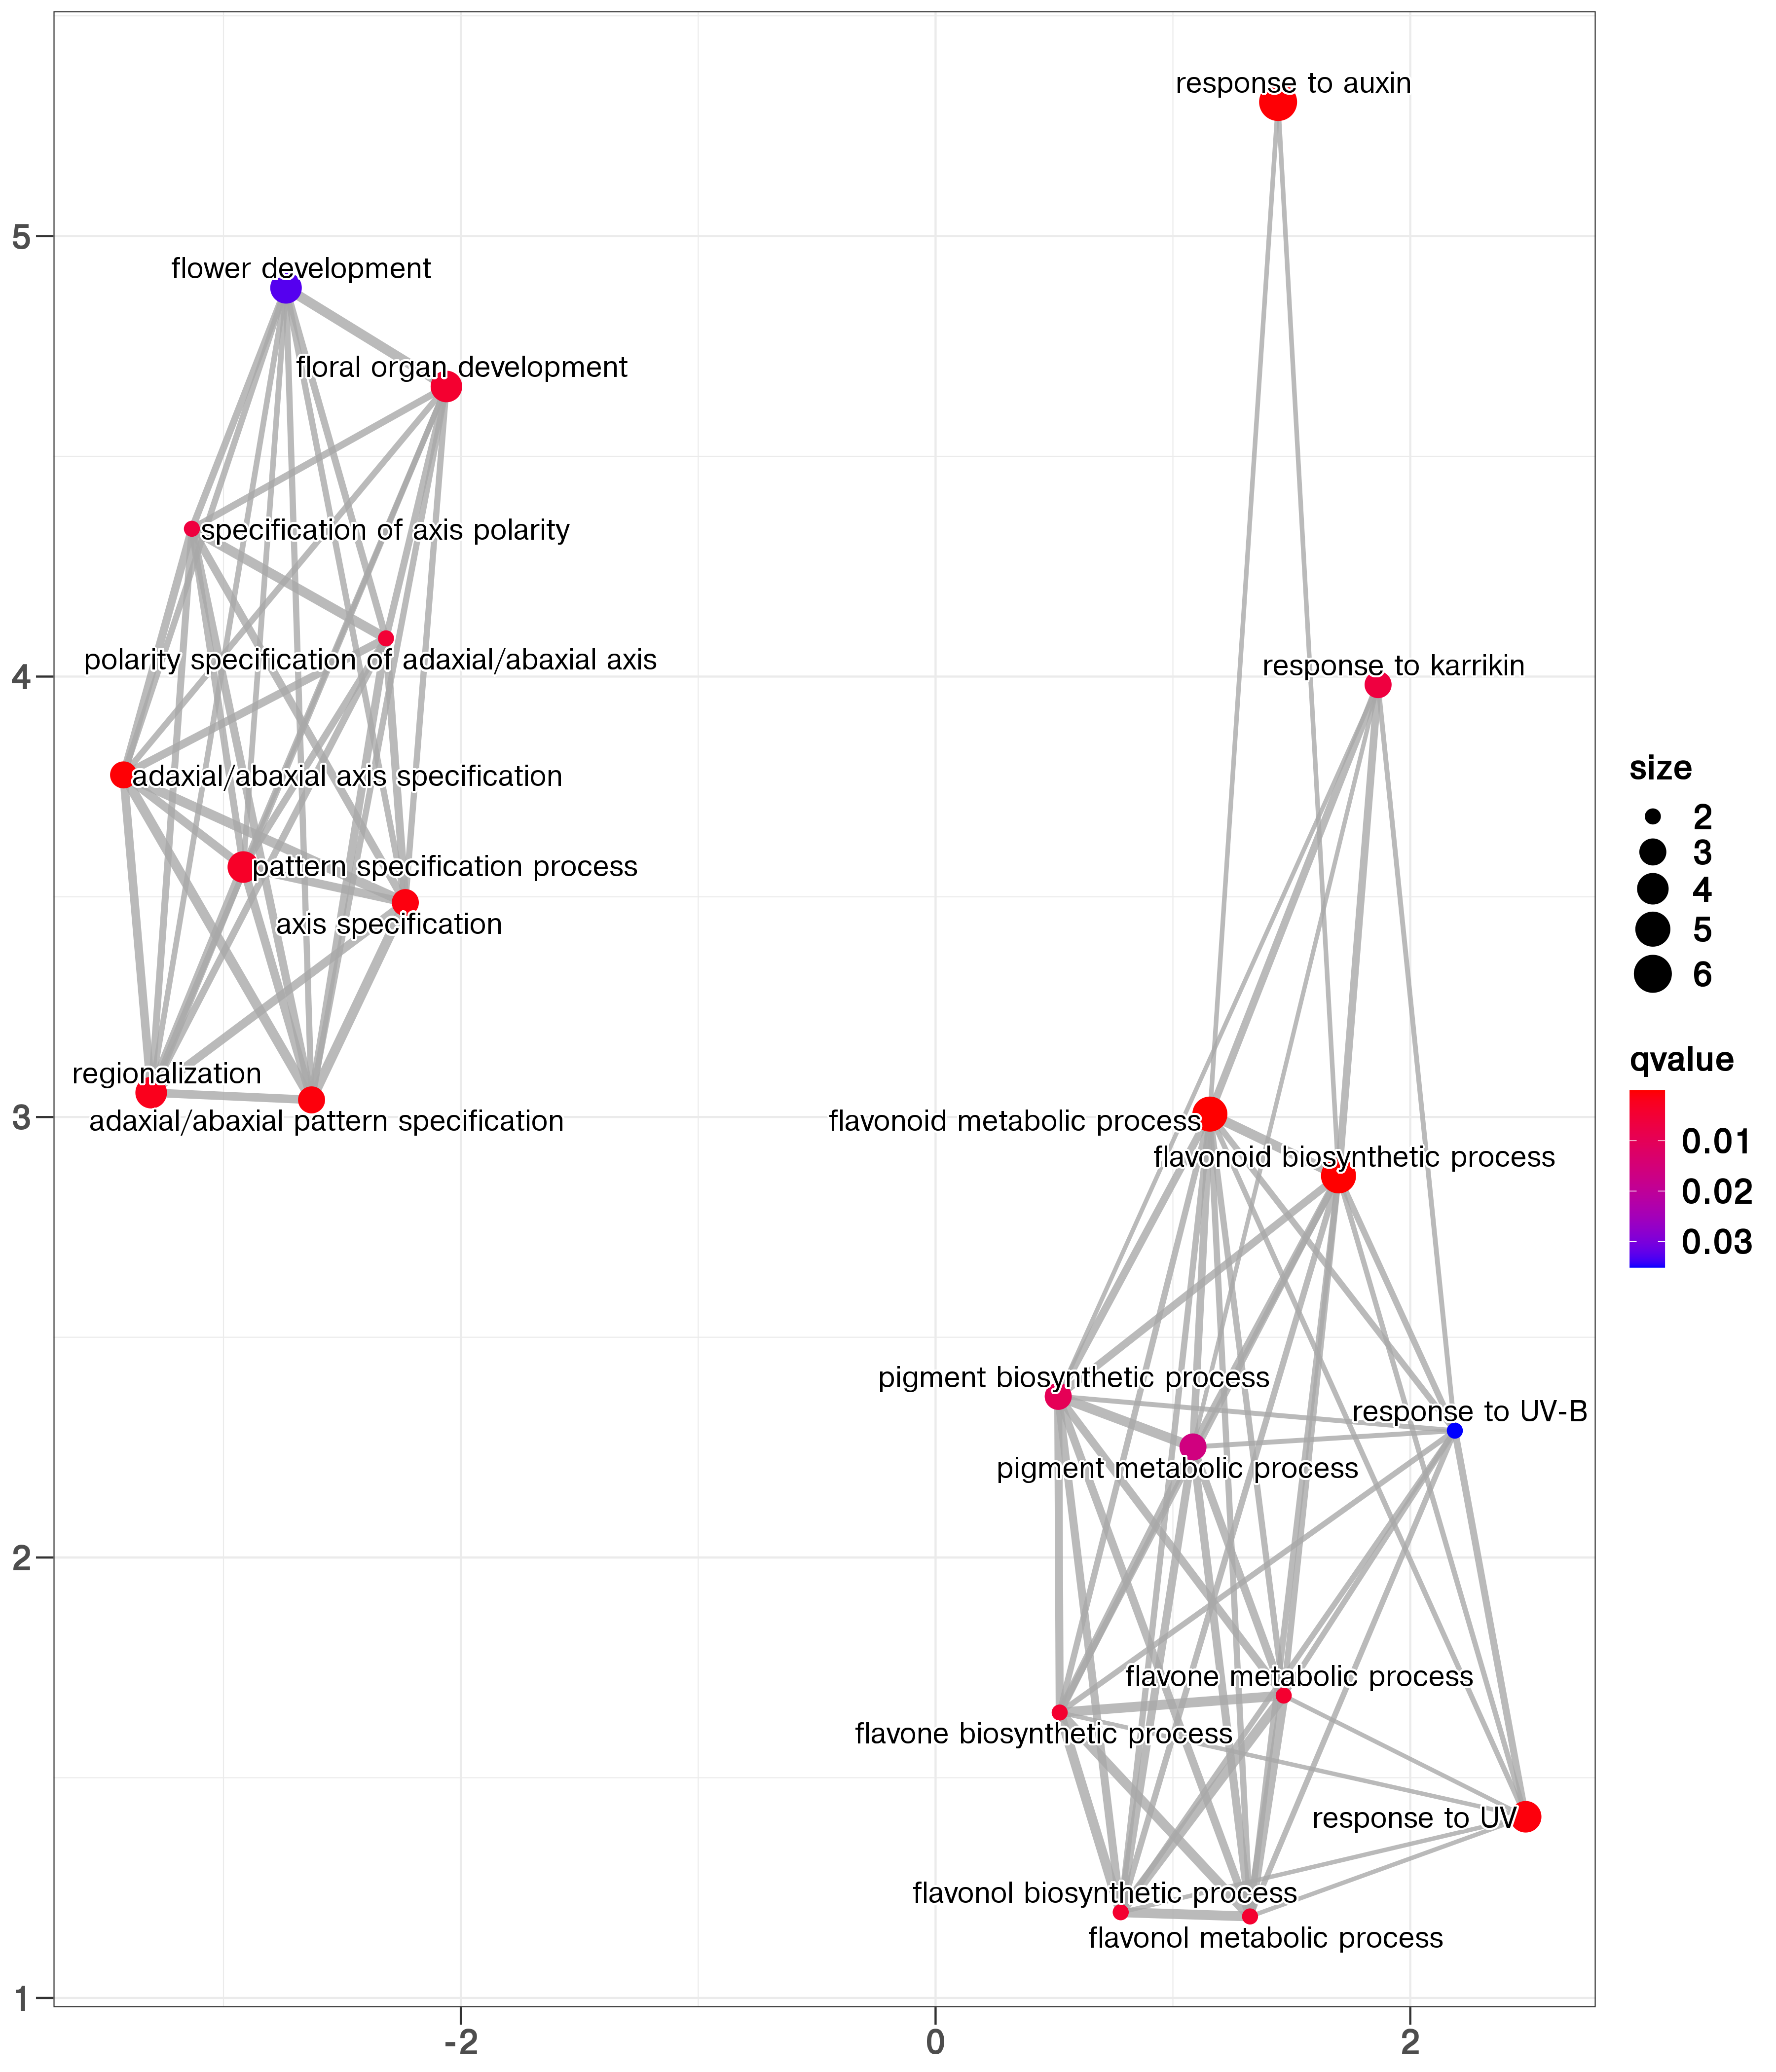 response to auxin
5
flower development
floral organ development
specification of axis polarity
polarity specification of adaxial/abaxial axis
response to karrikin
4
adaxial/abaxial axis specification
size
2
3
4
5
6
pattern specification process
axis specification
qvalue
0.01
0.02
0.03
regionalization
3
adaxial/abaxial pattern specification
flavonoid metabolic process
flavonoid biosynthetic process
pigment biosynthetic process
response to UV-B
pigment metabolic process
2
flavone metabolic process
flavone biosynthetic process
response to UV
flavonol biosynthetic process
flavonol metabolic process
1
-2
0
2